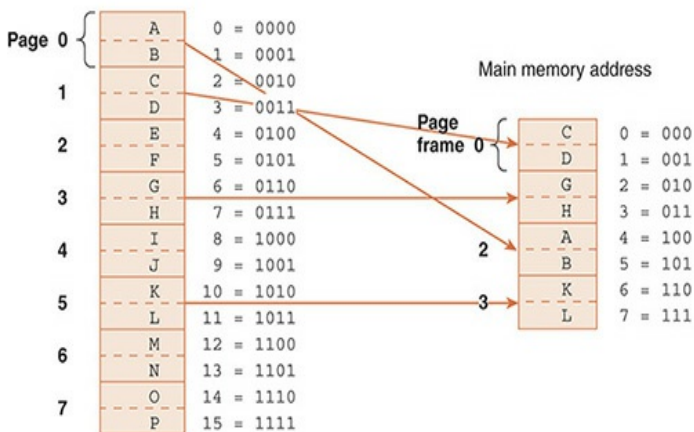 Page 0
A 0 = 0000
B 1 = 0001
1
C 2 = 0010
D 3 = 0011
2
E 4 = 0100
F 5 = 0101
3
G 6 = 0110
H 7 = 0111
4
I 8 = 1000
J 9 = 1001
5
K 10 = 1010
L 11 = 1011
6
M 12 = 1100
N 13 = 1101
7
O 14 = 1110
P 15 = 1111
Main memory address
Page
frame 0
C 0 = 000
D 1 = 001
G 2 = 010
H 3 = 011
2
A 4 = 100
B 5 = 101
3
K 6 = 110
L 7 = 111